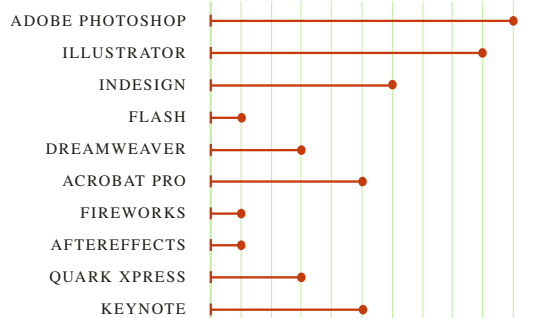 ADOBE PHOTOSHOP
ILLUSTRATOR
INDESIGN
FLASH
DREAMWEAVER
ACROBAT PRO
FIREWORKS
AFTEREFFECTS
QUARK XPRESS
KEYNOTE